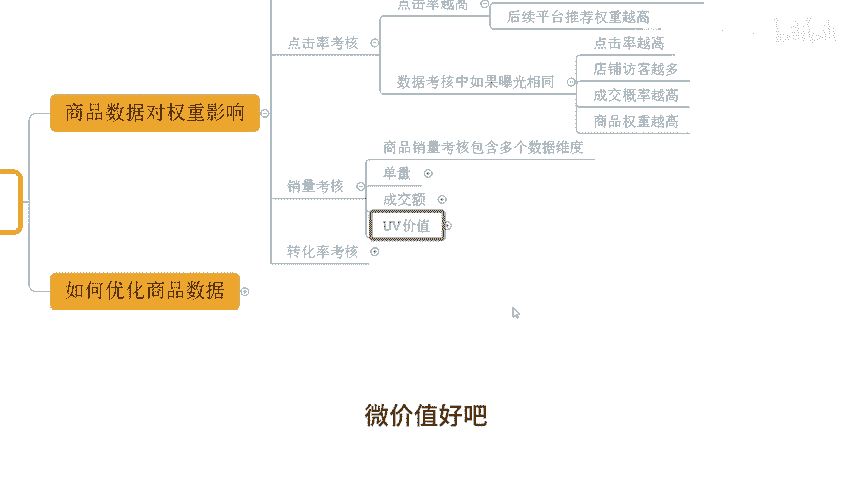 点击率越高
后续平台推荐权重越高
点击率考核
点击率越高
数据考核中如果曝光相同
店铺访客越多
成交概率越高
商品数据对权重影响
商品权重越高
商品销量考核包含多个数据维度
单量
销量考核
成交额
UV价值
转化率考核
如何优化商品数据
微价值好吧